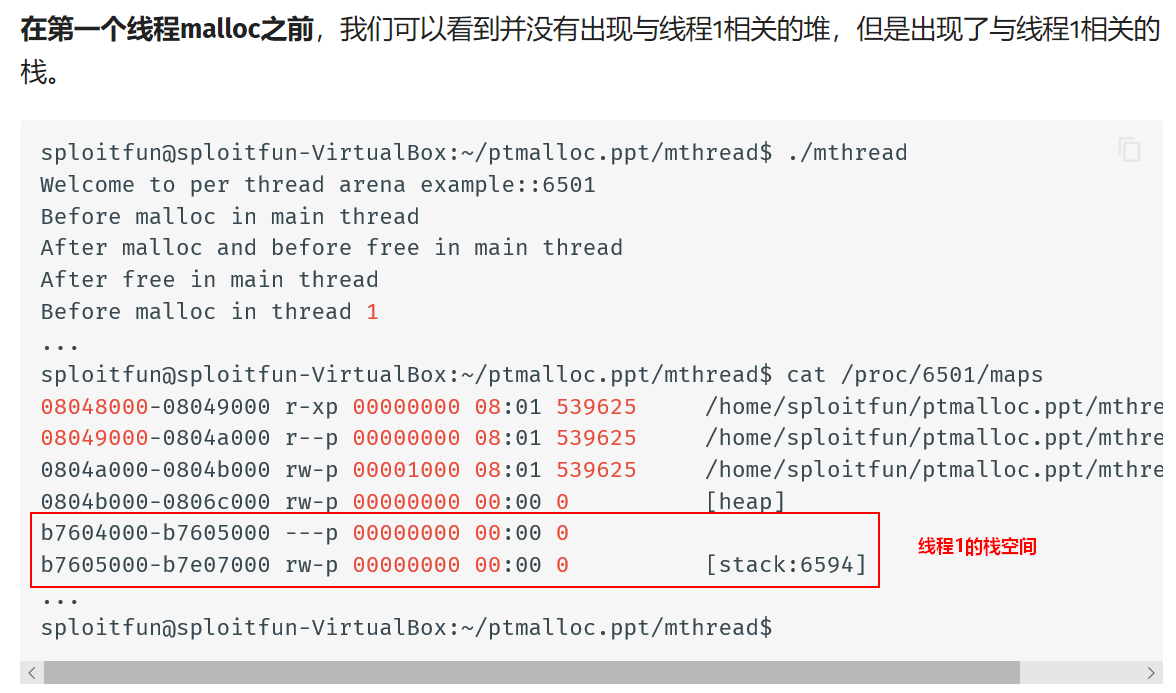 在第一个线程malloc之前，我们可以看到并没有出现与线程1相关的堆，但是出现了与线程1相关的
栈。
sploitfun@sploitfun-VirtualBox:~/ptmalloc.ppt/mthread$ ./mthread
Welcome to per thread arena example::6501
Before malloc in main thread
After malloc and before free in main thread
After free in main thread
Before malloc in thread 1
...
sploitfun@sploitfun-VirtualBox:~/ptmalloc.ppt/mthread$ cat /proc/6501/maps
08048000-08049000 r-xp 00000000 08:01 539625     /home/sploitfun/ptmalloc.ppt/mthre
08049000-0804a000 r--p 00000000 08:01 539625     /home/sploitfun/ptmalloc.ppt/mthre
0804a000-0804b000 rw-p 00001000 08:01 539625     /home/sploitfun/ptmalloc.ppt/mthre
0804b000-0806c000 rw-p 00000000 00:00 0          [heap]
b7604000-b7605000 ---p 00000000 00:00 0
b7605000-b7e07000 rw-p 00000000 00:00 0          [stack:6594]
线程1的栈空间
...
sploitfun@sploitfun-VirtualBox:~/ptmalloc.ppt/mthread$